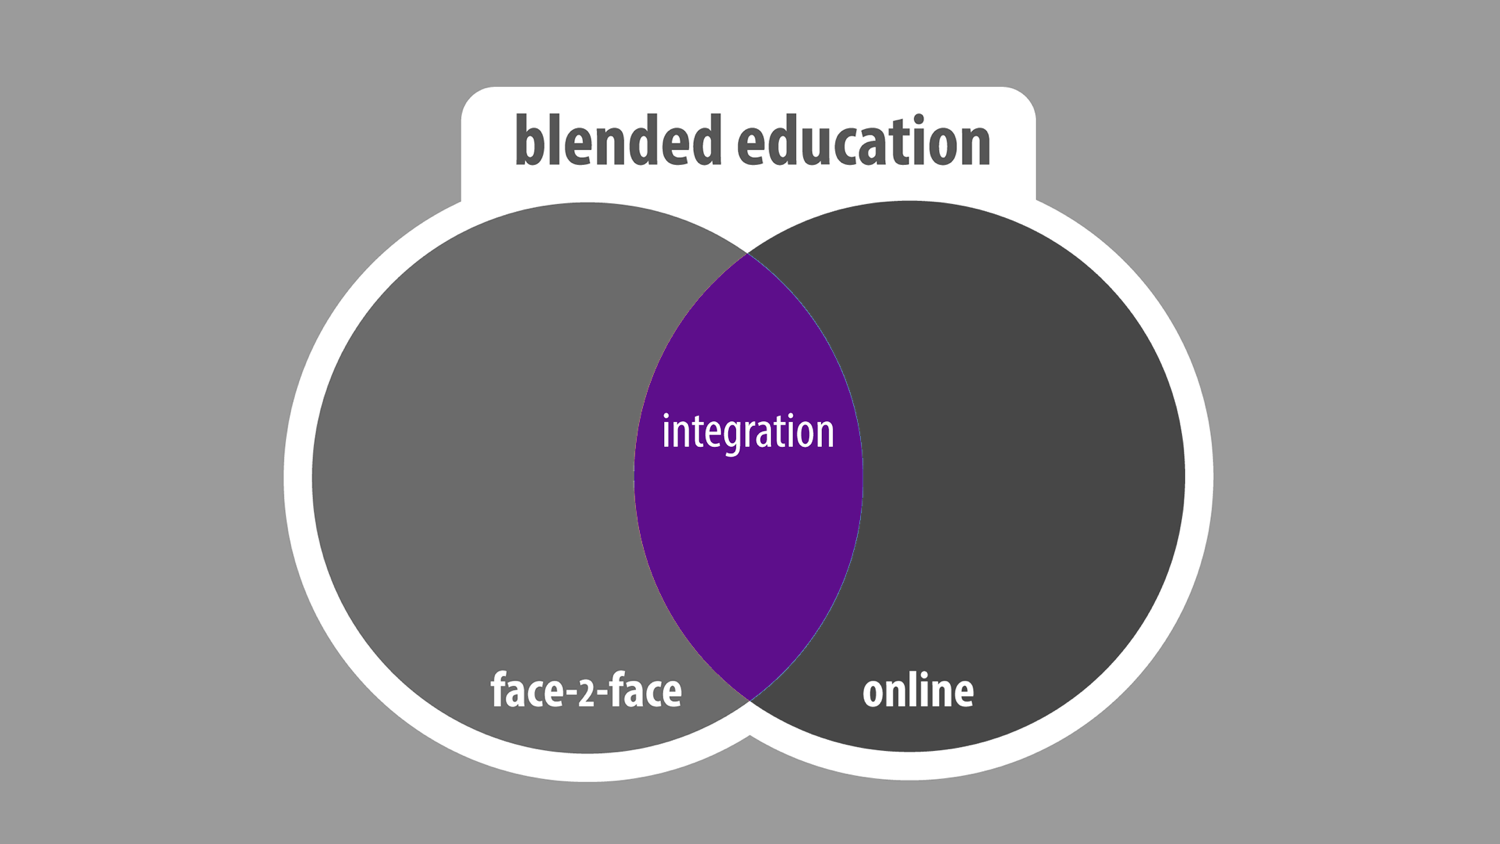 blended education
integration
face-2-face
online